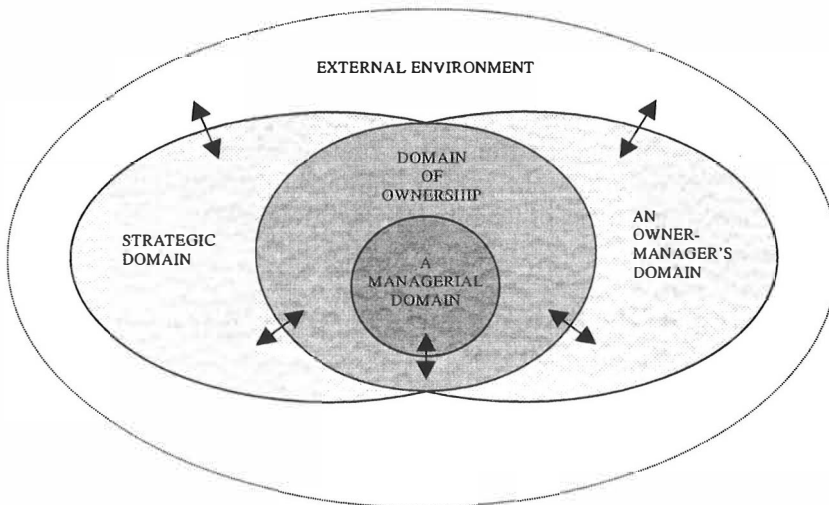 EXTERNAL ENVIRONMENT
DOMAIN
OF
OWNERSHIP
STRATEGIC
DOMAIN
A
MANAGERIAL
DOMAIN
AN
OWNER-
MANAGER'S
DOMAIN